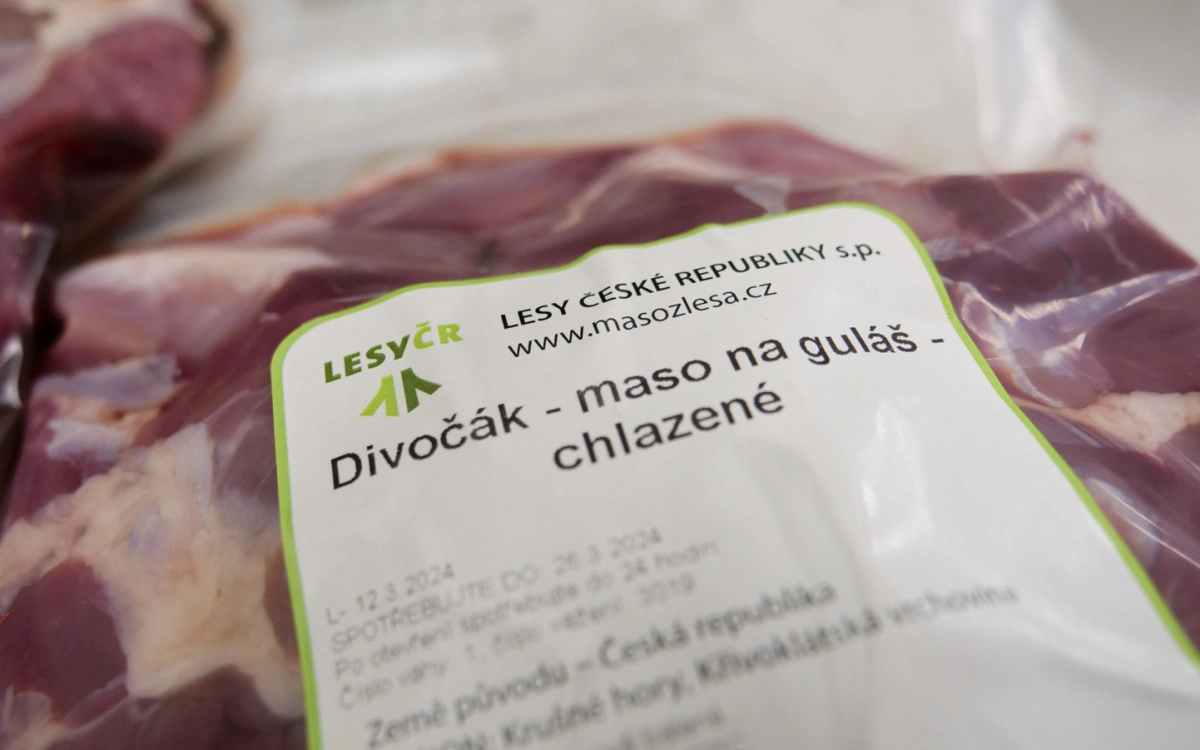 LESY ČESKÉ REPUBLIKY s.p.
www.masozlesa.cz
LESYČR
Divočák - maso na guláš -
chlazené
L- 12.3.2024
SPOTŘEBUJTE DO: 26.3.2024
Po otevření spotřebujte do 24 hodin
Číslo váhy: 1, číslo vážení: 3019
Země původu – Česká republika
Krušné hory, Křivoklátská vrchovina